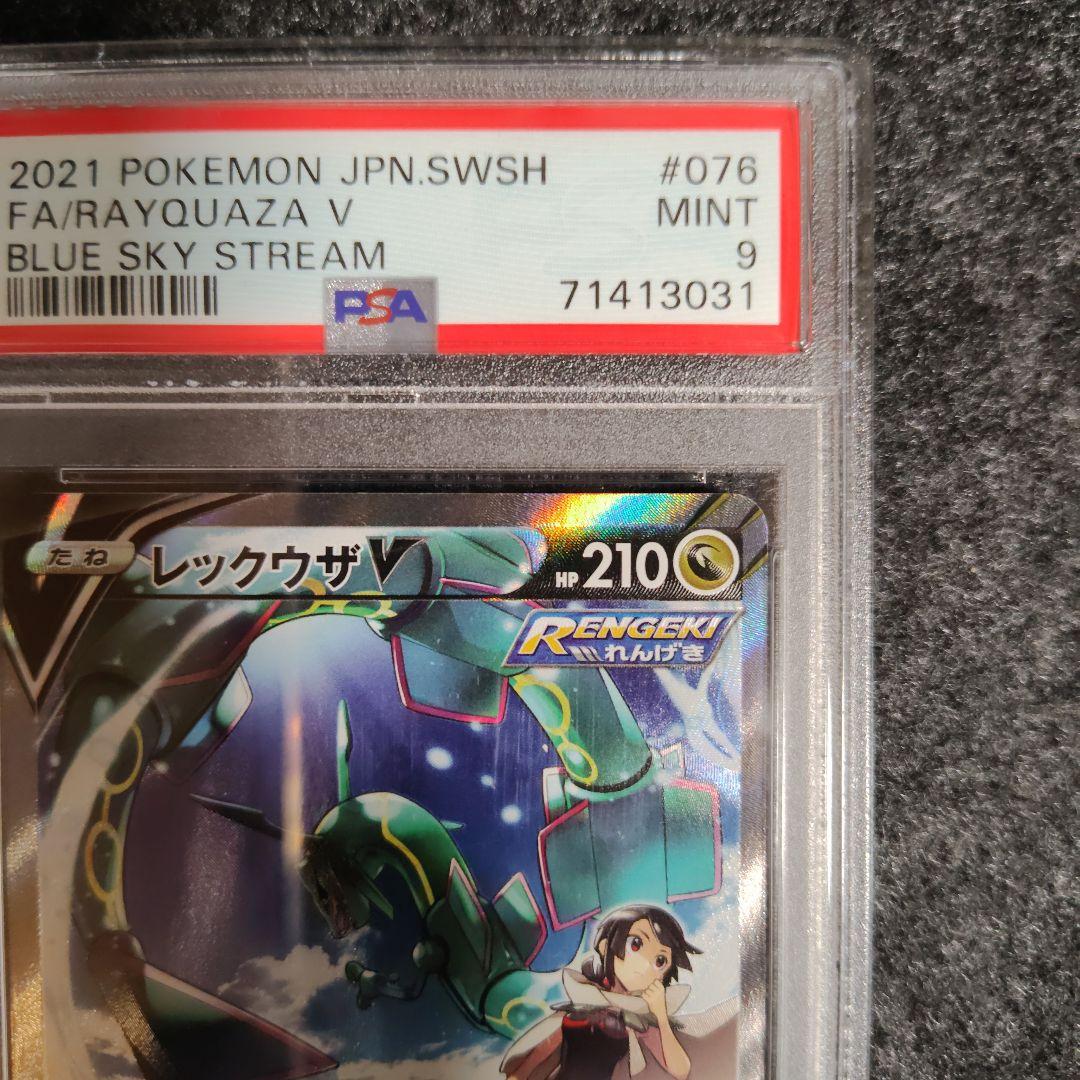 2021 POKEMON JPN.SWSH #076
FA/RAYQUAZA V MINT
BLUE SKY STREAM 9
PSA 71413031
たね レックウザV HP 210
RENGEKI
れんげき